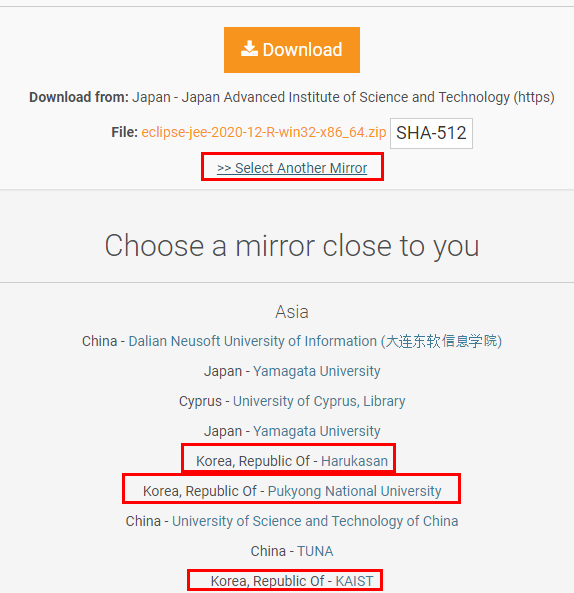 Download
Download from: Japan - Japan Advanced Institute of Science and Technology (https)
File: eclipse-jee-2020-12-R-win32-x86_64.zip SHA-512
>> Select Another Mirror
Choose a mirror close to you
Asia
China - Dalian Neusoft University of Information (大连东软信息学院)
Japan - Yamagata University
Cyprus - University of Cyprus, Library
Japan - Yamagata University
Korea, Republic Of - Harukasan
Korea, Republic Of - Pukyong National University
China - University of Science and Technology of China
China - TUNA
Korea, Republic Of - KAIST